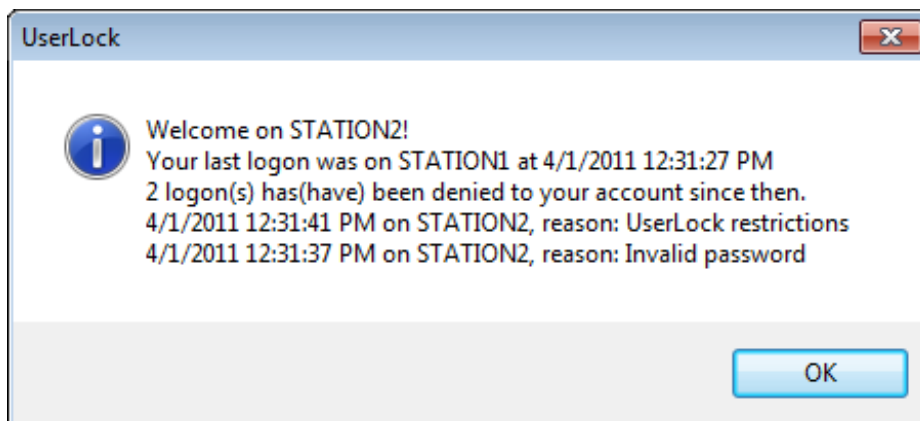 UserLock
Welcome on STATION2!
Your last logon was on STATION1 at 4/1/2011 12:31:27 PM
2 logon(s) has(have) been denied to your account since then.
4/1/2011 12:31:41 PM on STATION2, reason: UserLock restrictions
4/1/2011 12:31:37 PM on STATION2, reason: Invalid password
OK